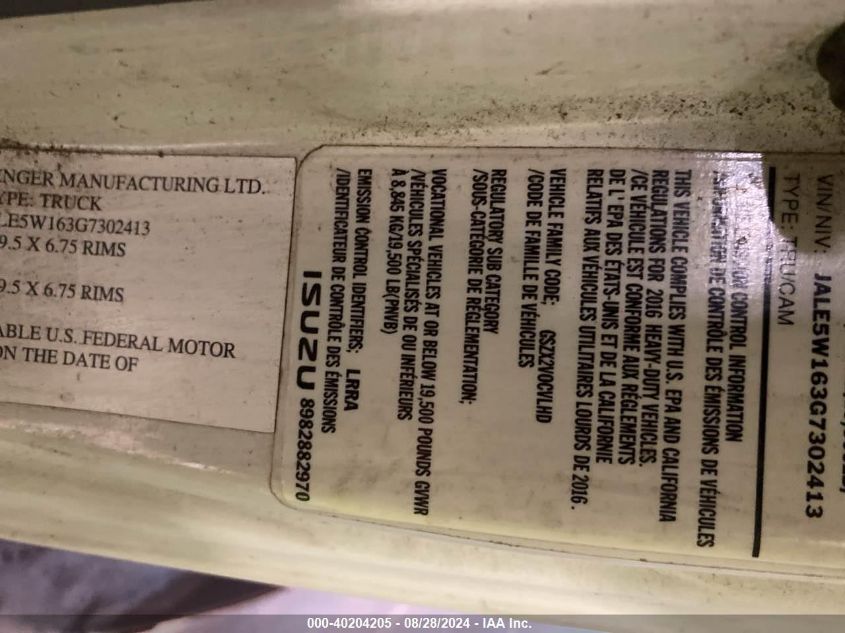 INGER MANUFACTURING LTD.
YPE: TRUCK
LE5W163G7302413
9.5 X 6.75 RIMS
9.5 X 6.75 RIMS
ABLE U.S. FEDERAL MOTOR
ON THE DATE OF
VIN/NIV: JALE5W163G7302413
TYPE: TRU/CAM
CONTROL INFORMATION
DE CONTRÔLE DES ÉMISSIONS DE VÉHICULES
THIS VEHICLE COMPLIES WITH U.S. EPA AND CALIFORNIA
REGULATIONS FOR 2016 HEAVY-DUTY VEHICLES.
/CE VÉHICULE EST CONFORME AUX RÉGLEMENTS
DE L' EPA DES ÉTATS-UNIS ET DE LA CALIFORNIE
RELATIFS AUX VÉHICULES UTILITAIRES LOURDS DE 2016.
VEHICLE FAMILY CODE; GSZX2VOCVLHD
/CODE DE FAMILLE DE VÉHICULES
REGULATORY SUB CATEGORY
/SOUS-CATÉGORIE DE RÉGLEMENTATION;
VOCATIONAL VEHICLES AT OR BELOW 19,500 POUNDS GVWR
/VÉHICULES SPÉCIALISÉS DE OU INFÉRIEURS
À 8,845 KG/19,500 LB(PNVB)
EMISSION CONTROL IDENTIFIERS; LRRA
/IDENTIFICATEUR DE CONTRÔLE DES ÉMISSIONS
ISUZU 8982882970
000-40204205 - 08/28/2024 - IAA Inc.